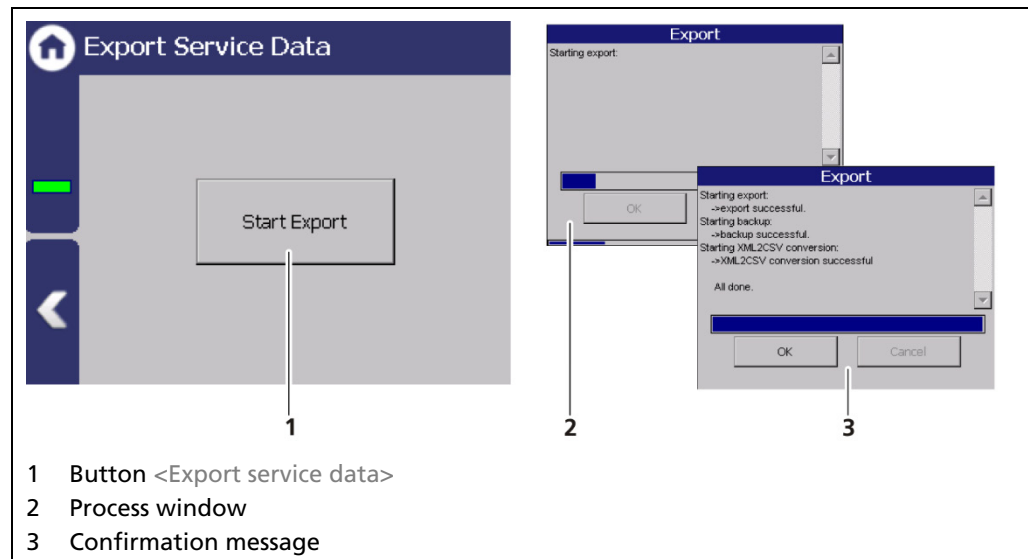 Export Service Data
Start Export
Export
Starting export:
OK
Export
Starting export:
->export successful.
Starting backup:
->backup successful.
Starting XML2CSV conversion:
->XML2CSV conversion successful
All done.
OK
Cancel
1
2
3
1 Button <Export service data>
2 Process window
3 Confirmation message